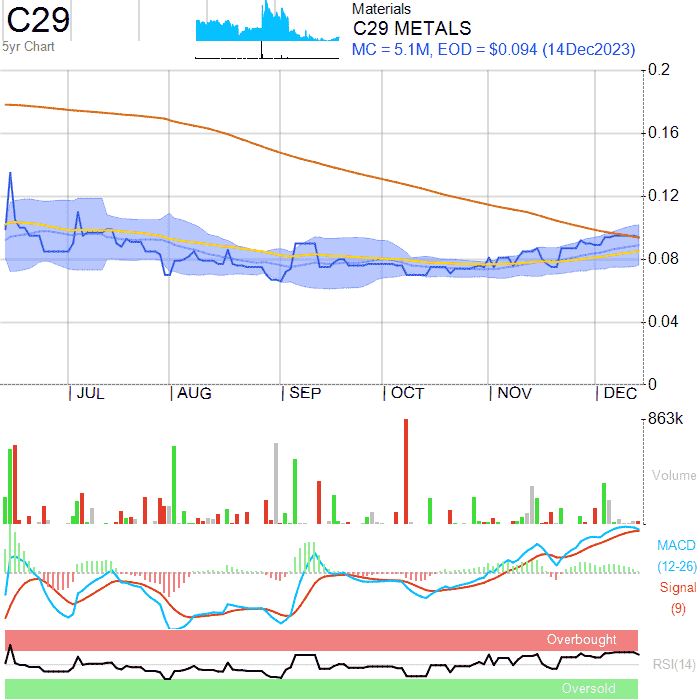 C29
5yr Chart
Materials
C29 METALS
MC = 5.1M, EOD = $0.094 (14Dec2023)
0.2
0.16
0.12
0.08
0.04
0
JUL AUG SEP OCT NOV DEC
863k
Volume
MACD
(12-26)
Signal
(9)
Overbought
RSI(14)
Oversold